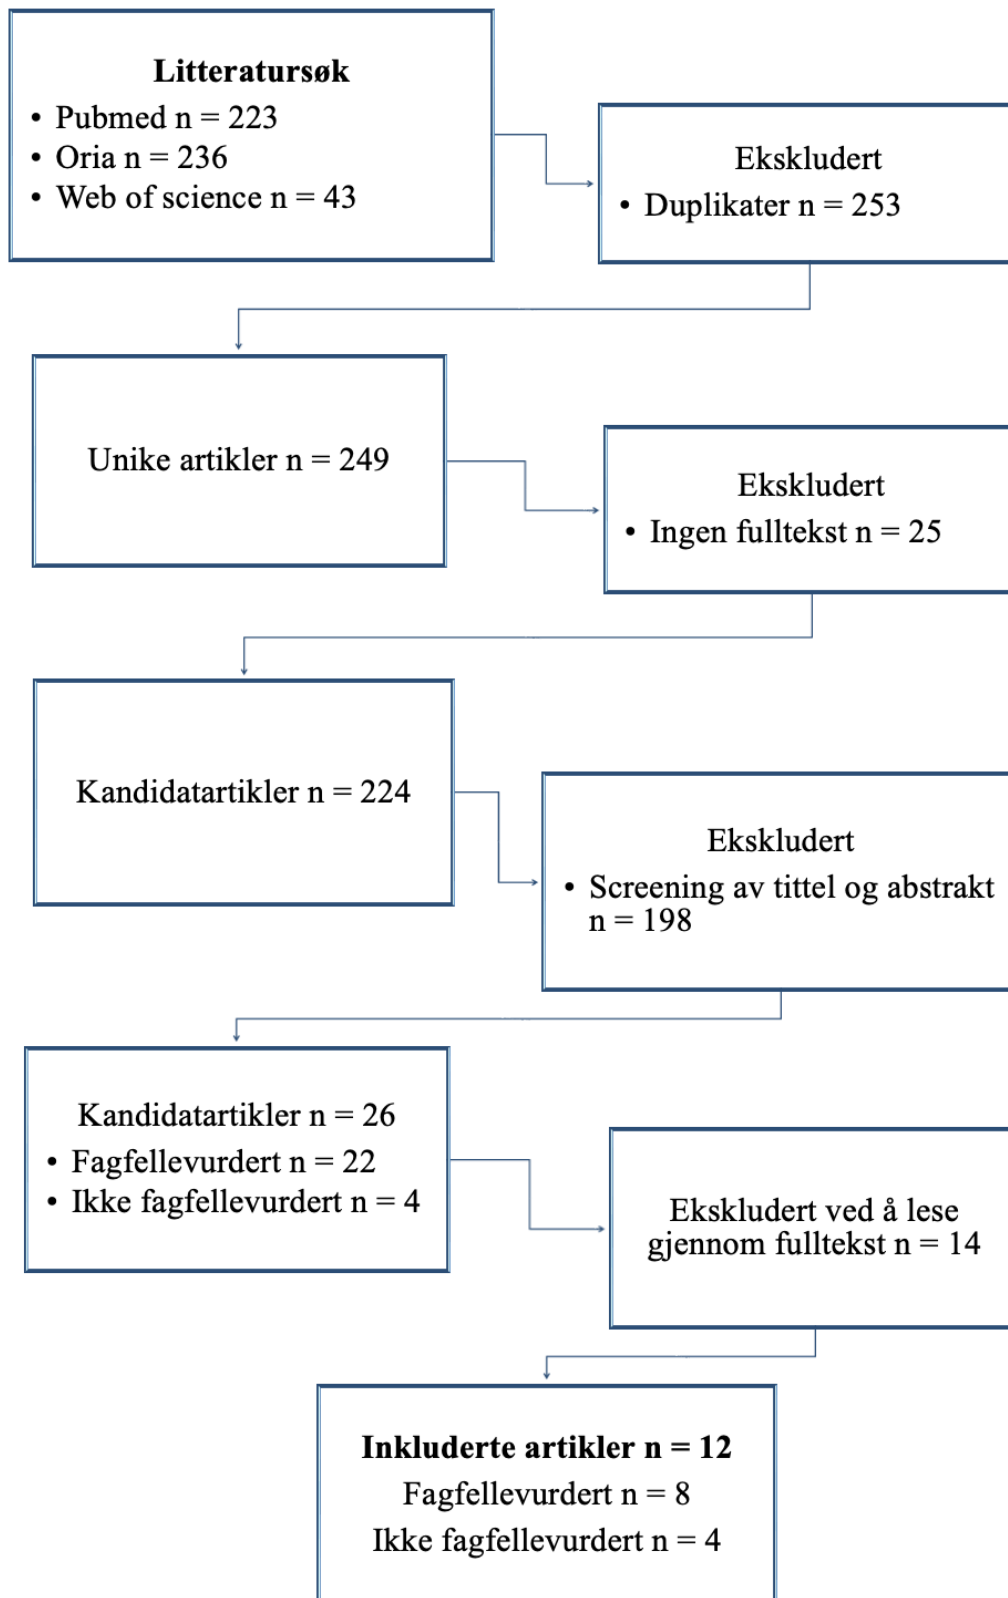 Litteratursøk
• Pubmed n = 223
• Oria n = 236
• Web of science n = 43
Ekskludert
• Duplikater n = 253
Unike artikler n = 249
Ekskludert
• Ingen fulltekst n = 25
Kandidatartikler n = 224
Ekskludert
• Screening av tittel og abstrakt
n = 198
Kandidatartikler n = 26
• Fagfellevurdert n = 22
• Ikke fagfellevurdert n = 4
Ekskludert ved å lese
gjennom fulltekst n = 14
Inkluderte artikler n = 12
Fagfellevurdert n = 8
Ikke fagfellevurdert n = 4